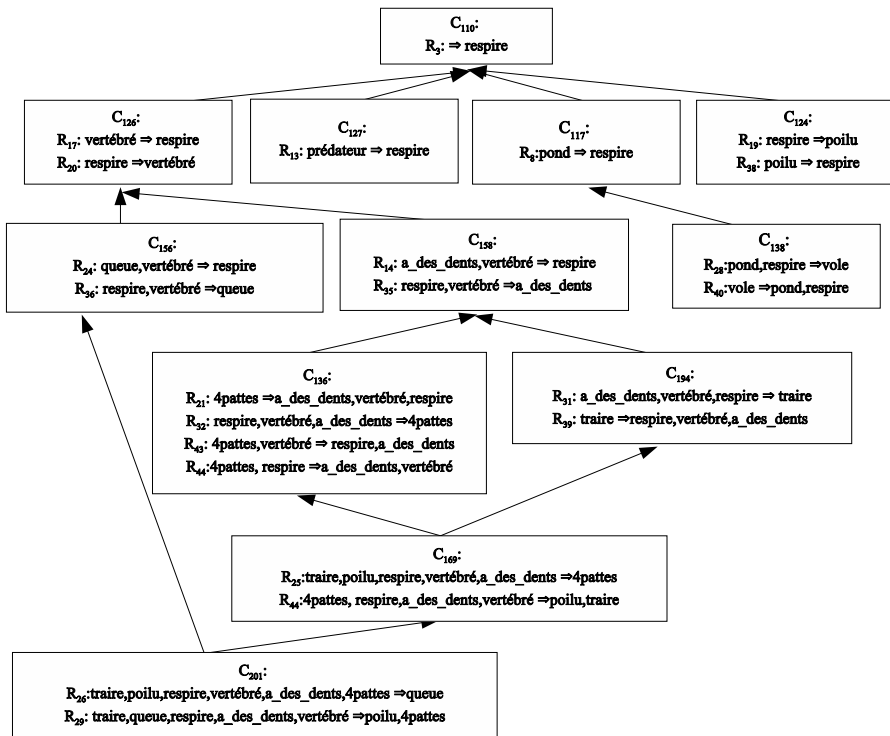 C₁₁₀:
R₃: ⇒ respire
C₁₂₆:
R₁₇: vertébré ⇒ respire
R₂₀: respire ⇒vertébré
C₁₂₇:
R₁₃: prédateur ⇒ respire
C₁₁₇:
R₈:pond ⇒ respire
C₁₂₄:
R₁₉: respire ⇒poilu
R₃₈: poilu ⇒ respire
C₁₅₆:
R₂₄: queue,vertébré ⇒ respire
R₃₆: respire,vertébré ⇒queue
C₁₅₈:
R₁₄: a_des_dents,vertébré ⇒ respire
R₃₅: respire,vertébré ⇒a_des_dents
C₁₃₈:
R₂₈:pond,respire ⇒vole
R₄₀:vole ⇒pond,respire
C₁₃₆:
R₂₁: 4pattes ⇒a_des_dents,vertébré,respire
R₃₂: respire,vertébré,a_des_dents ⇒4pattes
R₄₃: 4pattes,vertébré ⇒ respire,a_des_dents
R₄₄:4pattes, respire ⇒a_des_dents,vertébré
C₁₉₄:
R₃₁: a_des_dents,vertébré,respire ⇒ traire
R₃₉: traire ⇒respire,vertébré,a_des_dents
C₁₆₉:
R₂₅:traire,poilu,respire,vertébré,a_des_dents ⇒4pattes
R₄₄:4pattes, respire,a_des_dents,vertébré ⇒poilu,traire
C₂₀₁:
R₂₆:traire,poilu,respire,vertébré,a_des_dents,4pattes ⇒queue
R₂₉: traire,queue,respire,a_des_dents,vertébré ⇒poilu,4pattes